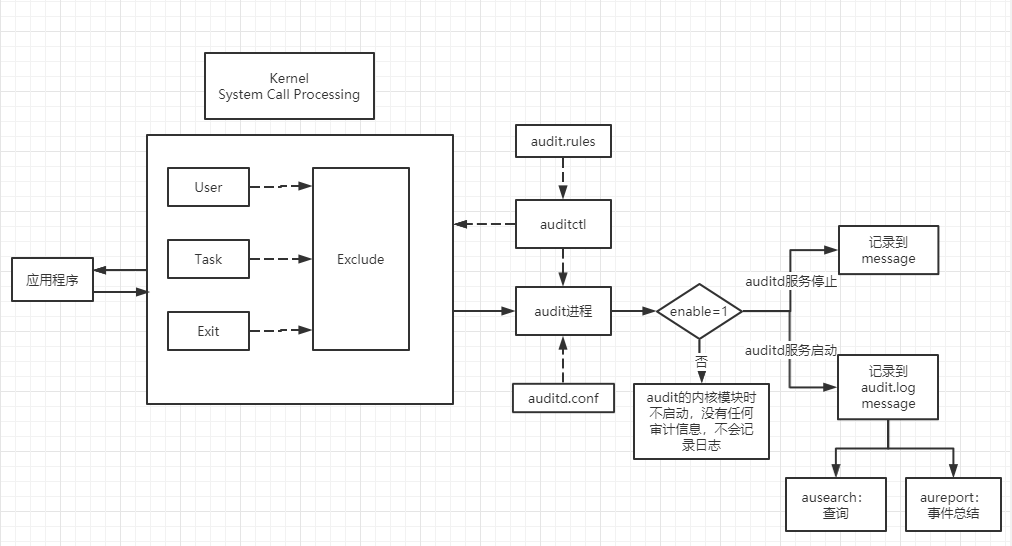 Kernel
System Call Processing
audit.rules
User
auditctl
Task
Exclude
应用程序
Exit
audit进程
enable=1
auditd服务停止
记录到
message
auditd服务启动
否
记录到
audit.log
message
auditd.conf
audit的内核模块时
不启动，没有任何
审计信息，不会记
录日志
ausearch：
查询
aureport：
事件总结